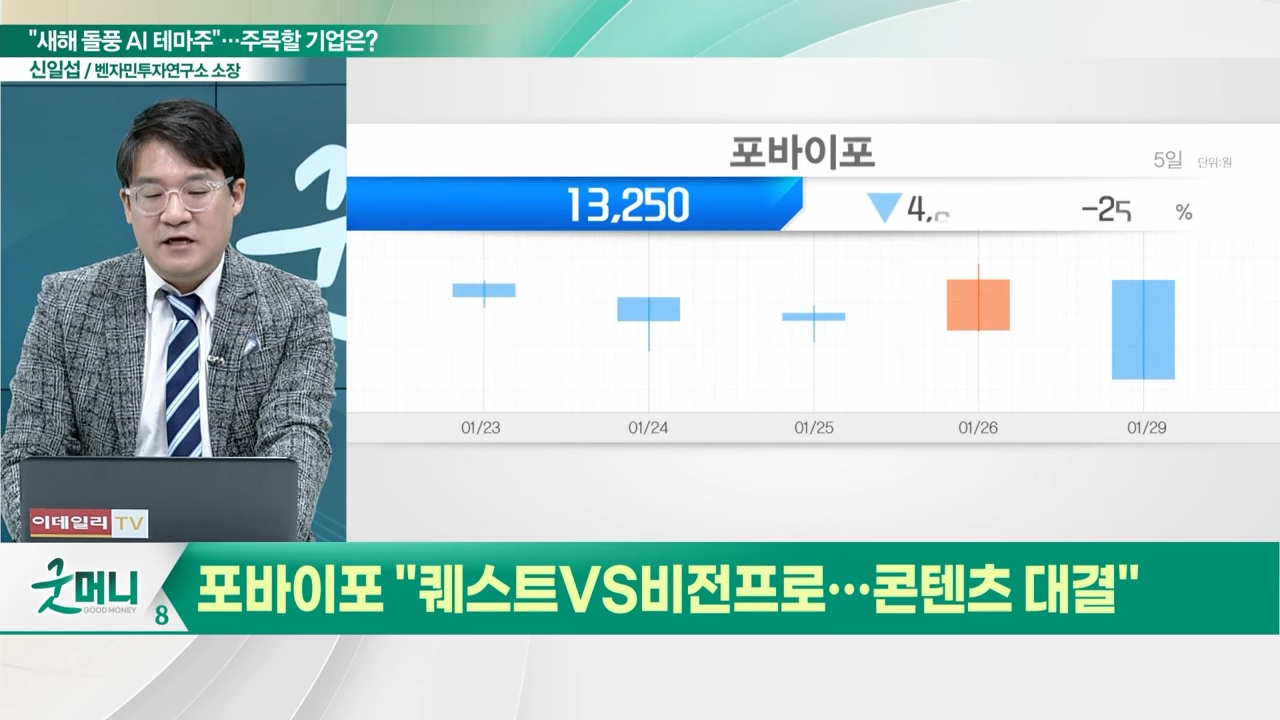 "새해 돌풍 AI 테마주"…주목할 기업은?
신일섭 / 벤자민투자연구소 소장
포바이포
5일 단위:원
13,250 ▼ 4, -25 %
01/23 01/24 01/25 01/26 01/29
이데일리 TV
굿머니
GOOD MONEY
8
포바이포 "퀘스트VS비전프로…콘텐츠 대결"